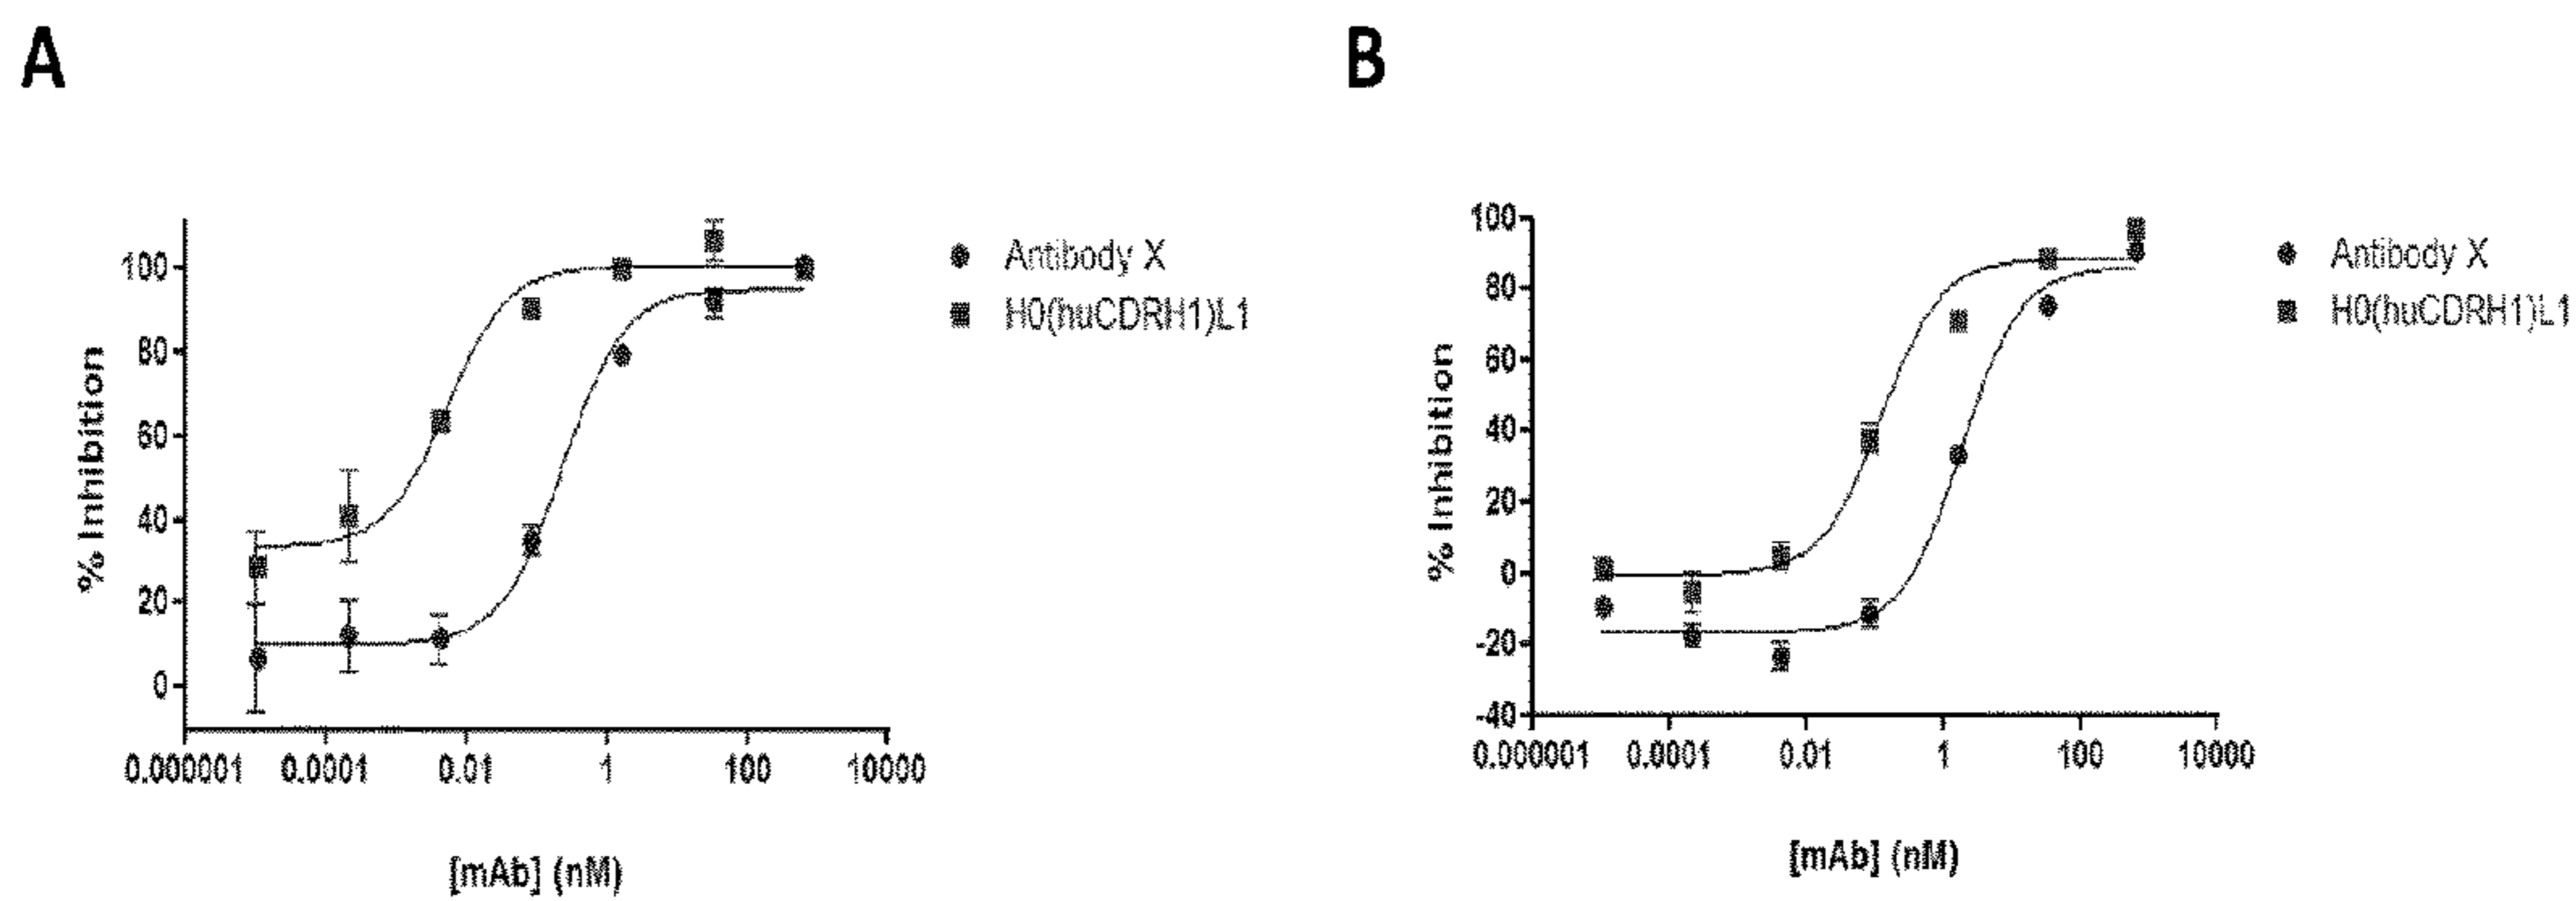 A
B
% Inhibition
100
80
60
40
20
0
0.000001 0.0001 0.01 1 100 10000
[mAb] (nM)
Antibody X
H0(huCDRH1)L1
% Inhibition
100
80
60
40
20
0
-20
-40
0.000001 0.0001 0.01 1 100 10000
[mAb] (nM)
Antibody X
H0(huCDRH1)L1